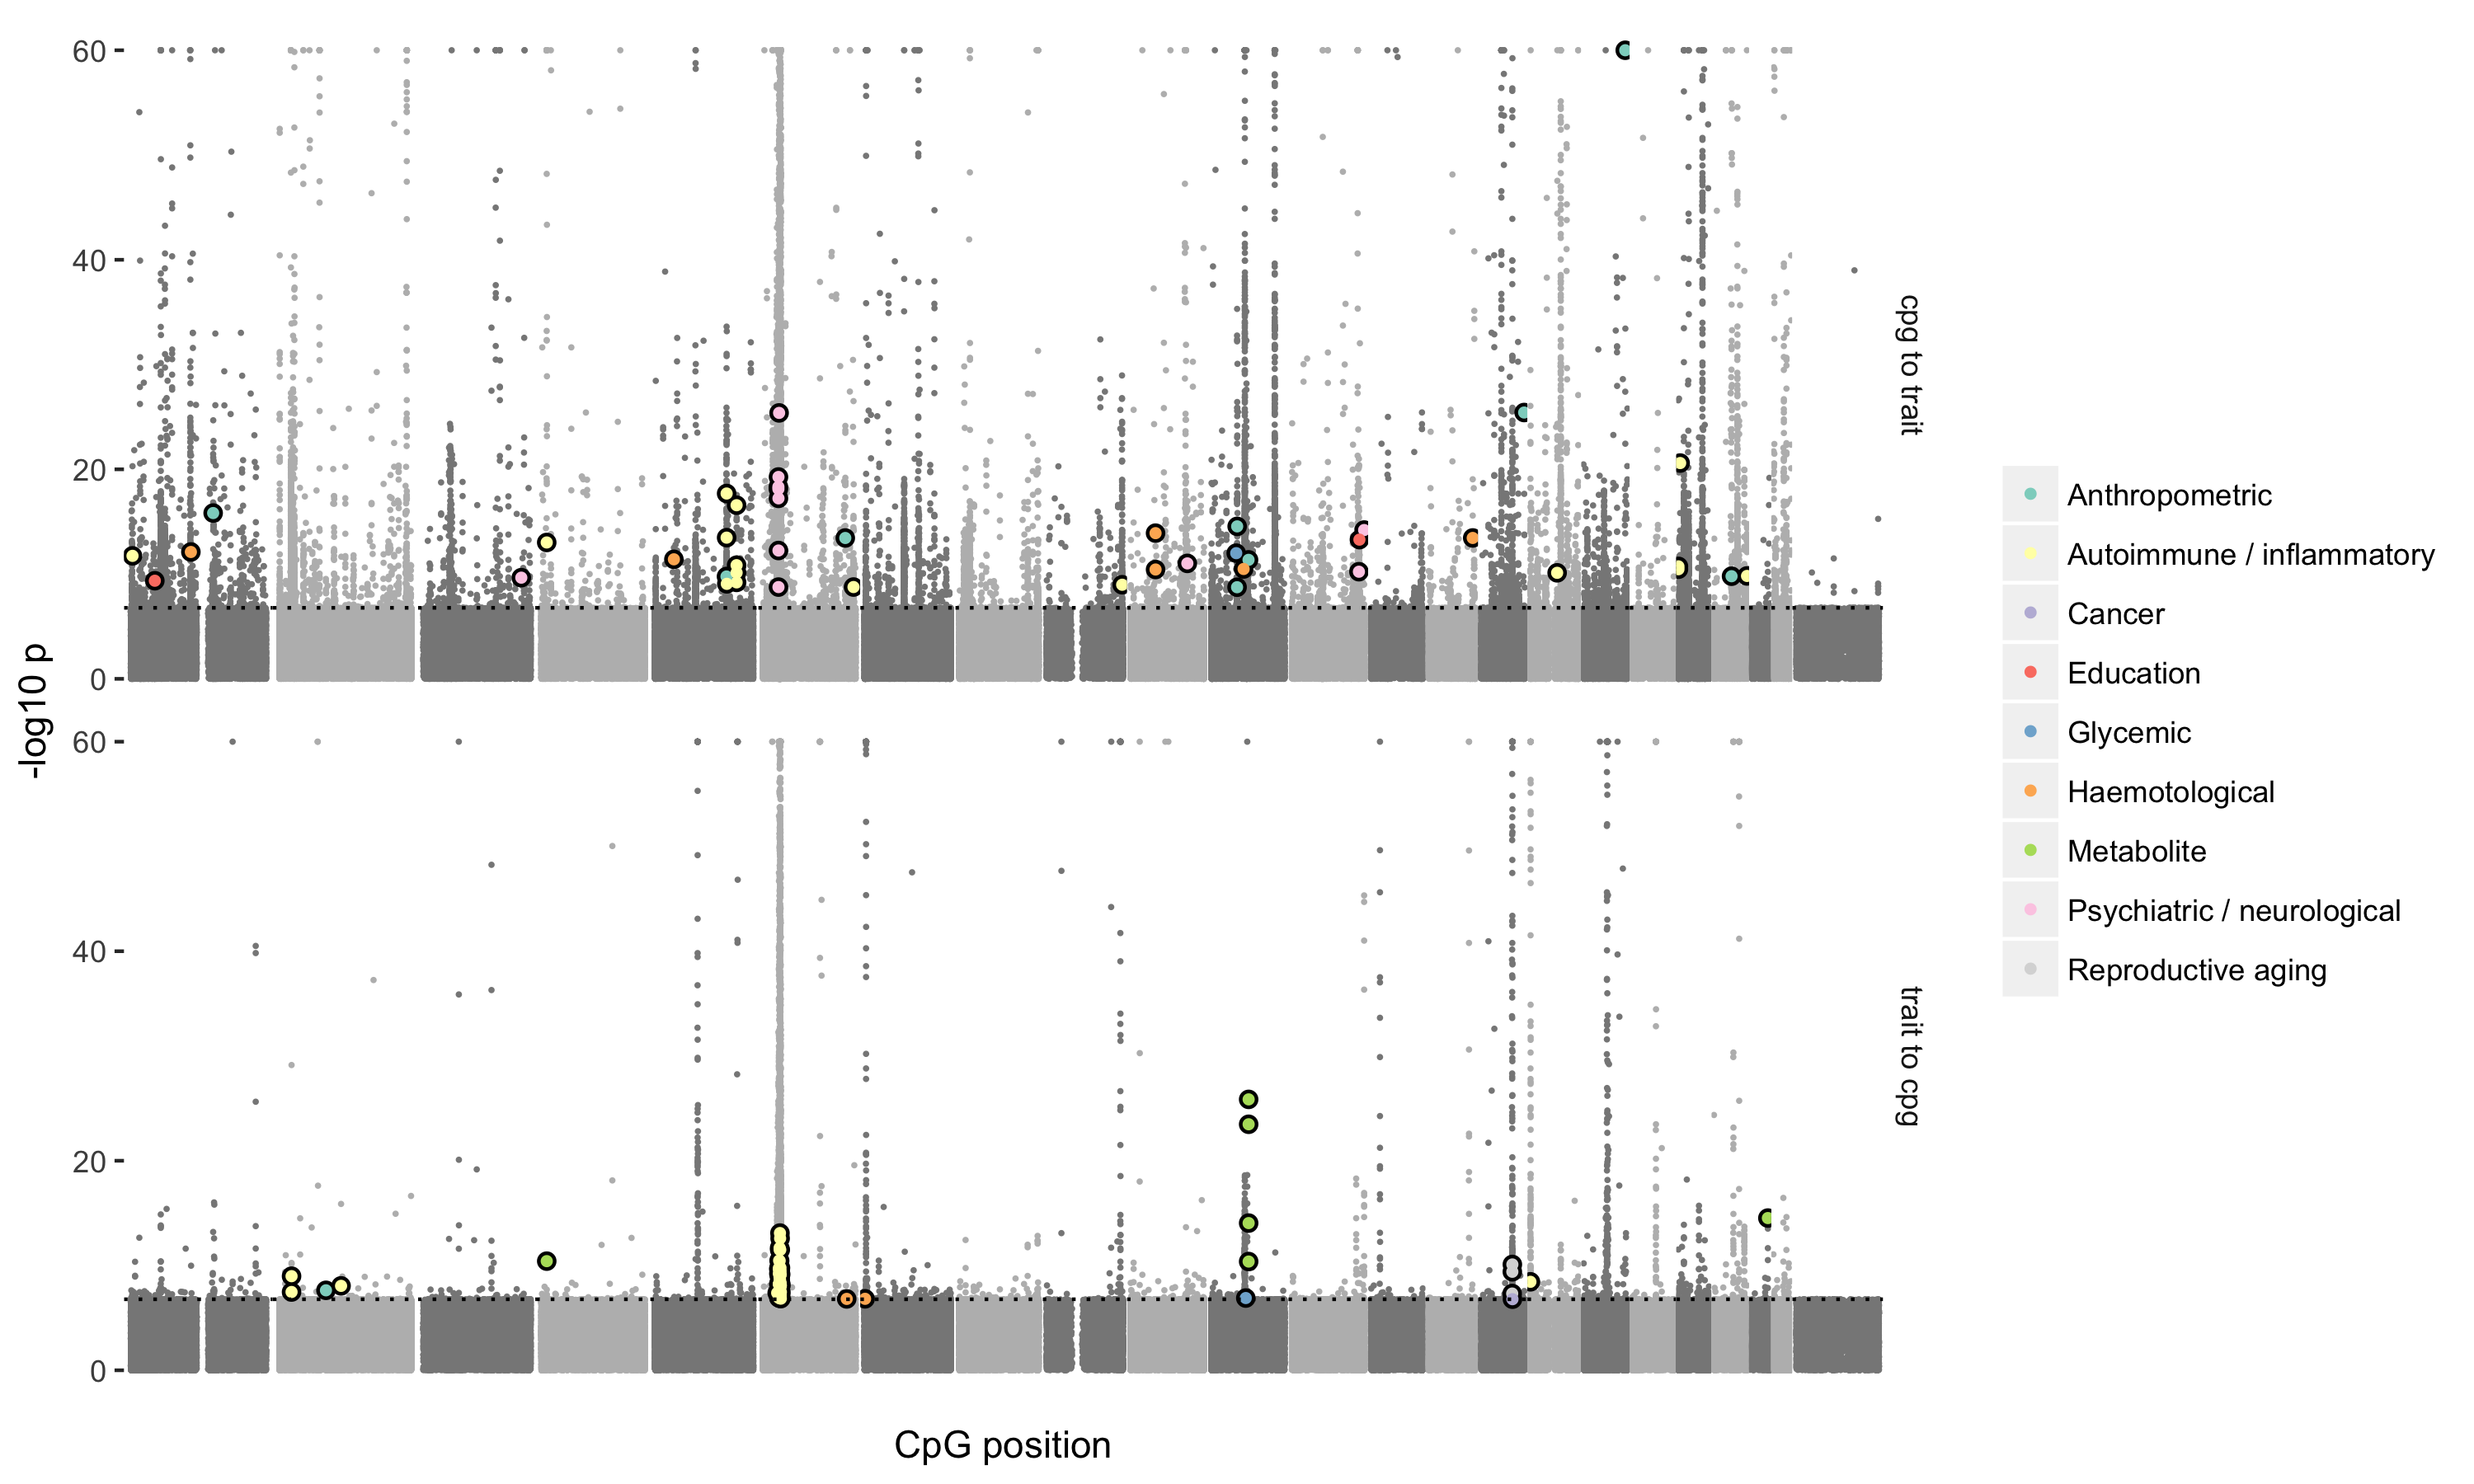 60
40
20
0
cpg to trait
60
40
20
0
trait to cpg
-log10 p
CpG position
Anthropometric
Autoimmune / inflammatory
Cancer
Education
Glycemic
Haemotological
Metabolite
Psychiatric / neurological
Reproductive aging